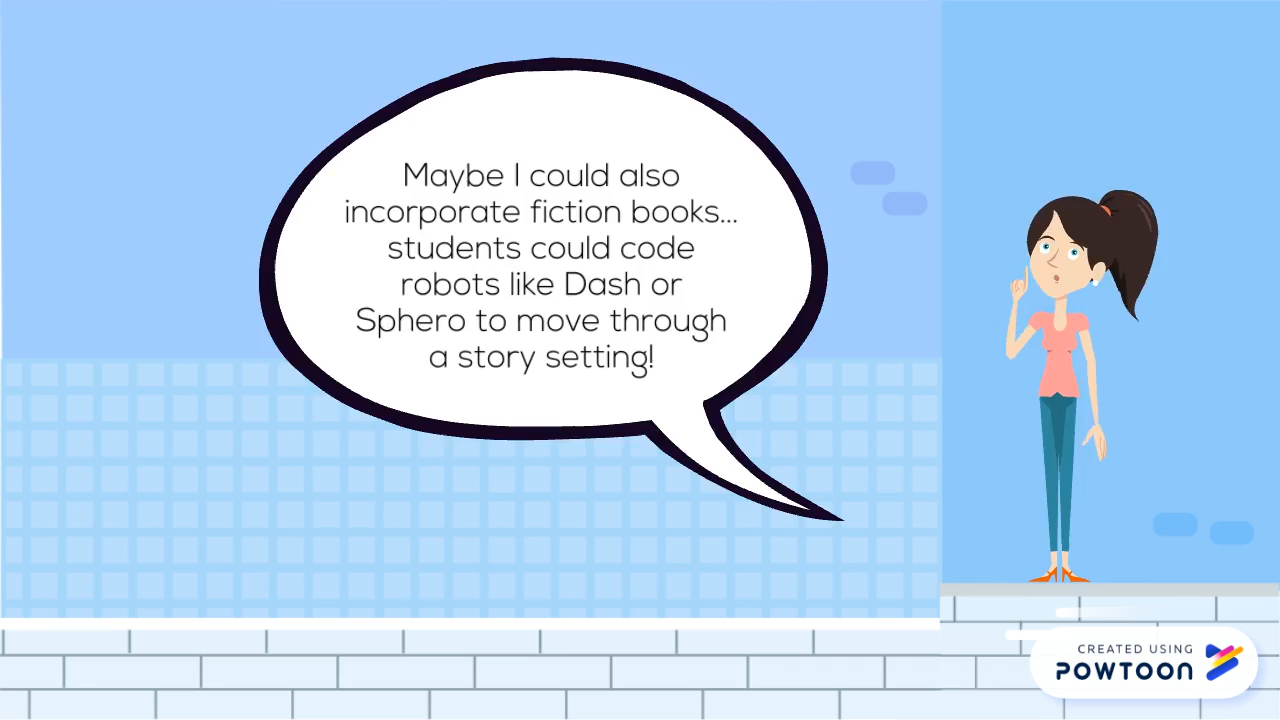 Maybe I could also
incorporate fiction books...
students could code
robots like Dash or
Sphero to move through
a story setting!
CREATED USING
POWTOON